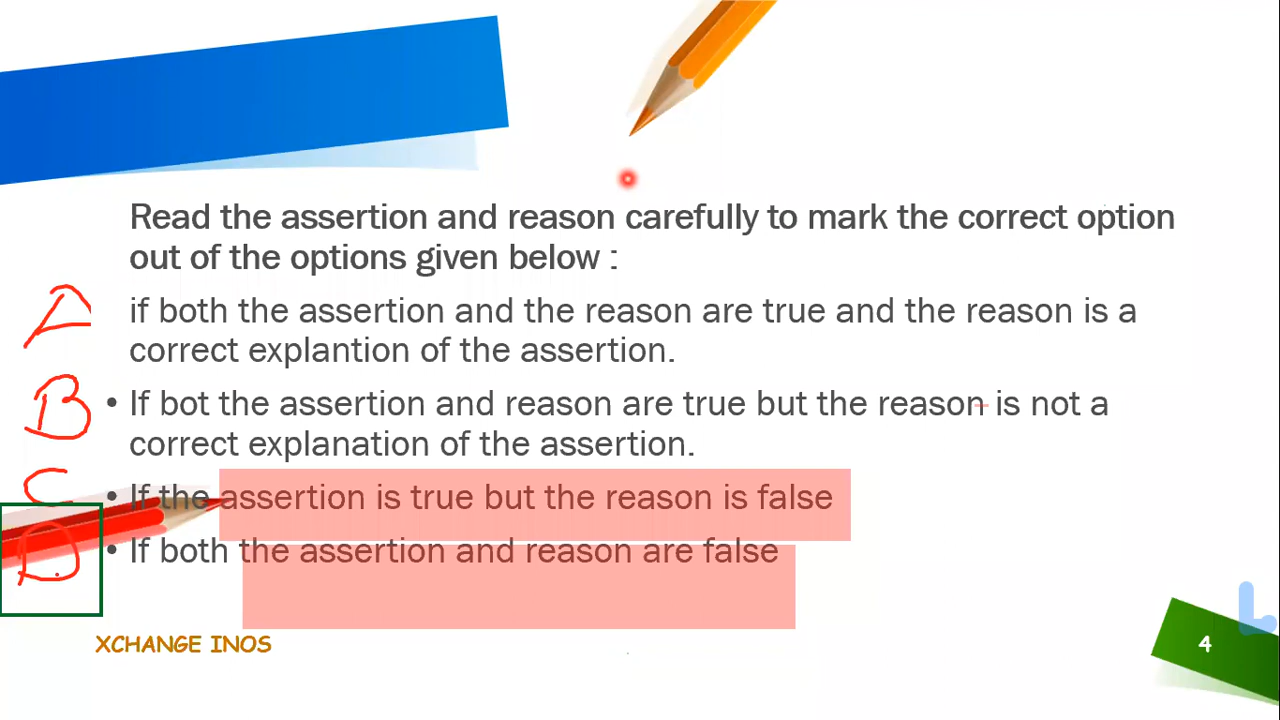 Read the assertion and reason carefully to mark the correct option
out of the options given below :
A if both the assertion and the reason are true and the reason is a
correct explantion of the assertion.
B • If bot the assertion and reason are true but the reason is not a
correct explanation of the assertion.
C • If the assertion is true but the reason is false
D • If both the assertion and reason are false
XCHANGE INOS
4